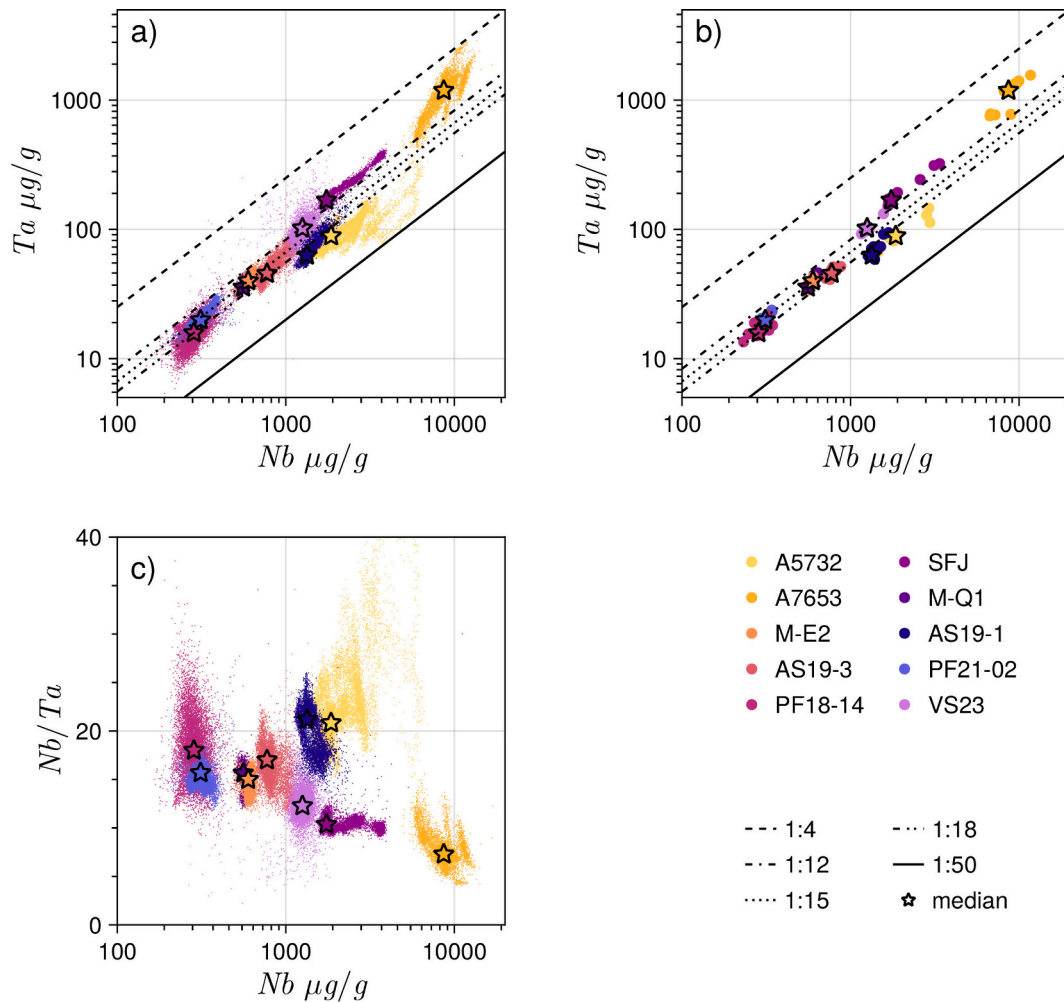 a)
1000
100
10
Ta µg/g
100 1000 10000
Nb µg/g
b)
1000
100
10
Ta µg/g
100 1000 10000
Nb µg/g
c)
40
20
0
Nb/Ta
100 1000 10000
Nb µg/g
A5732 SFJ
A7653 M-Q1
M-E2 AS19-1
AS19-3 PF21-02
PF18-14 VS23
1:4 1:18
1:12 1:50
1:15 median